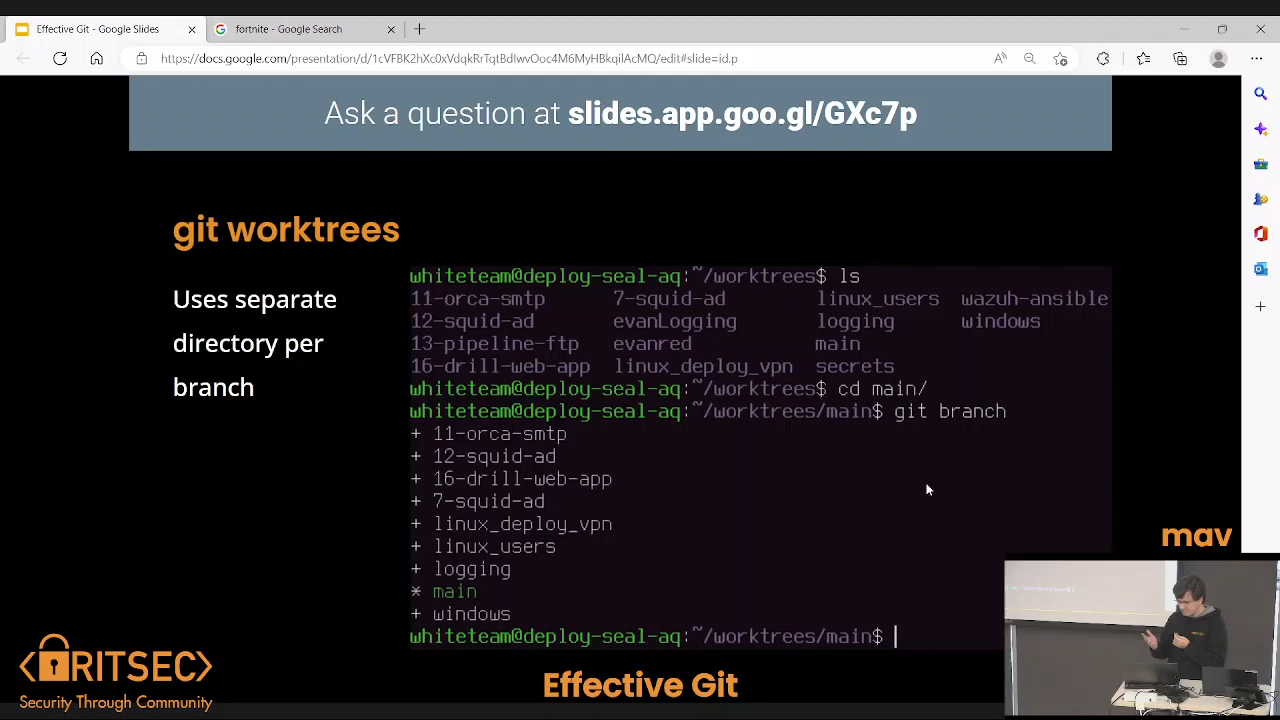 Effective Git - Google Slides
fortnite - Google Search
https://docs.google.com/presentation/d/1cVFBK2hXc0xVdqkRrTqtBdIwvOoc4M6MyHBkqiIAcMQ/edit#slide=id.p
Ask a question at slides.app.goo.gl/GXc7p
git worktrees
Uses separate
directory per
branch
whiteteam@deploy-seal-aq:~/worktrees$ ls
11-orca-smtp 7-squid-ad linux_users wazuh-ansible
12-squid-ad evanLogging logging windows
13-pipeline-ftp evanred main
16-drill-web-app linux_deploy_vpn secrets
whiteteam@deploy-seal-aq:~/worktrees$ cd main/
whiteteam@deploy-seal-aq:~/worktrees/main$ git branch
+ 11-orca-smtp
+ 12-squid-ad
+ 16-drill-web-app
+ 7-squid-ad
+ linux_deploy_vpn
+ linux_users
+ logging
* main
+ windows
whiteteam@deploy-seal-aq:~/worktrees/main$
mav
RITSEC
Security Through Community
Effective Git